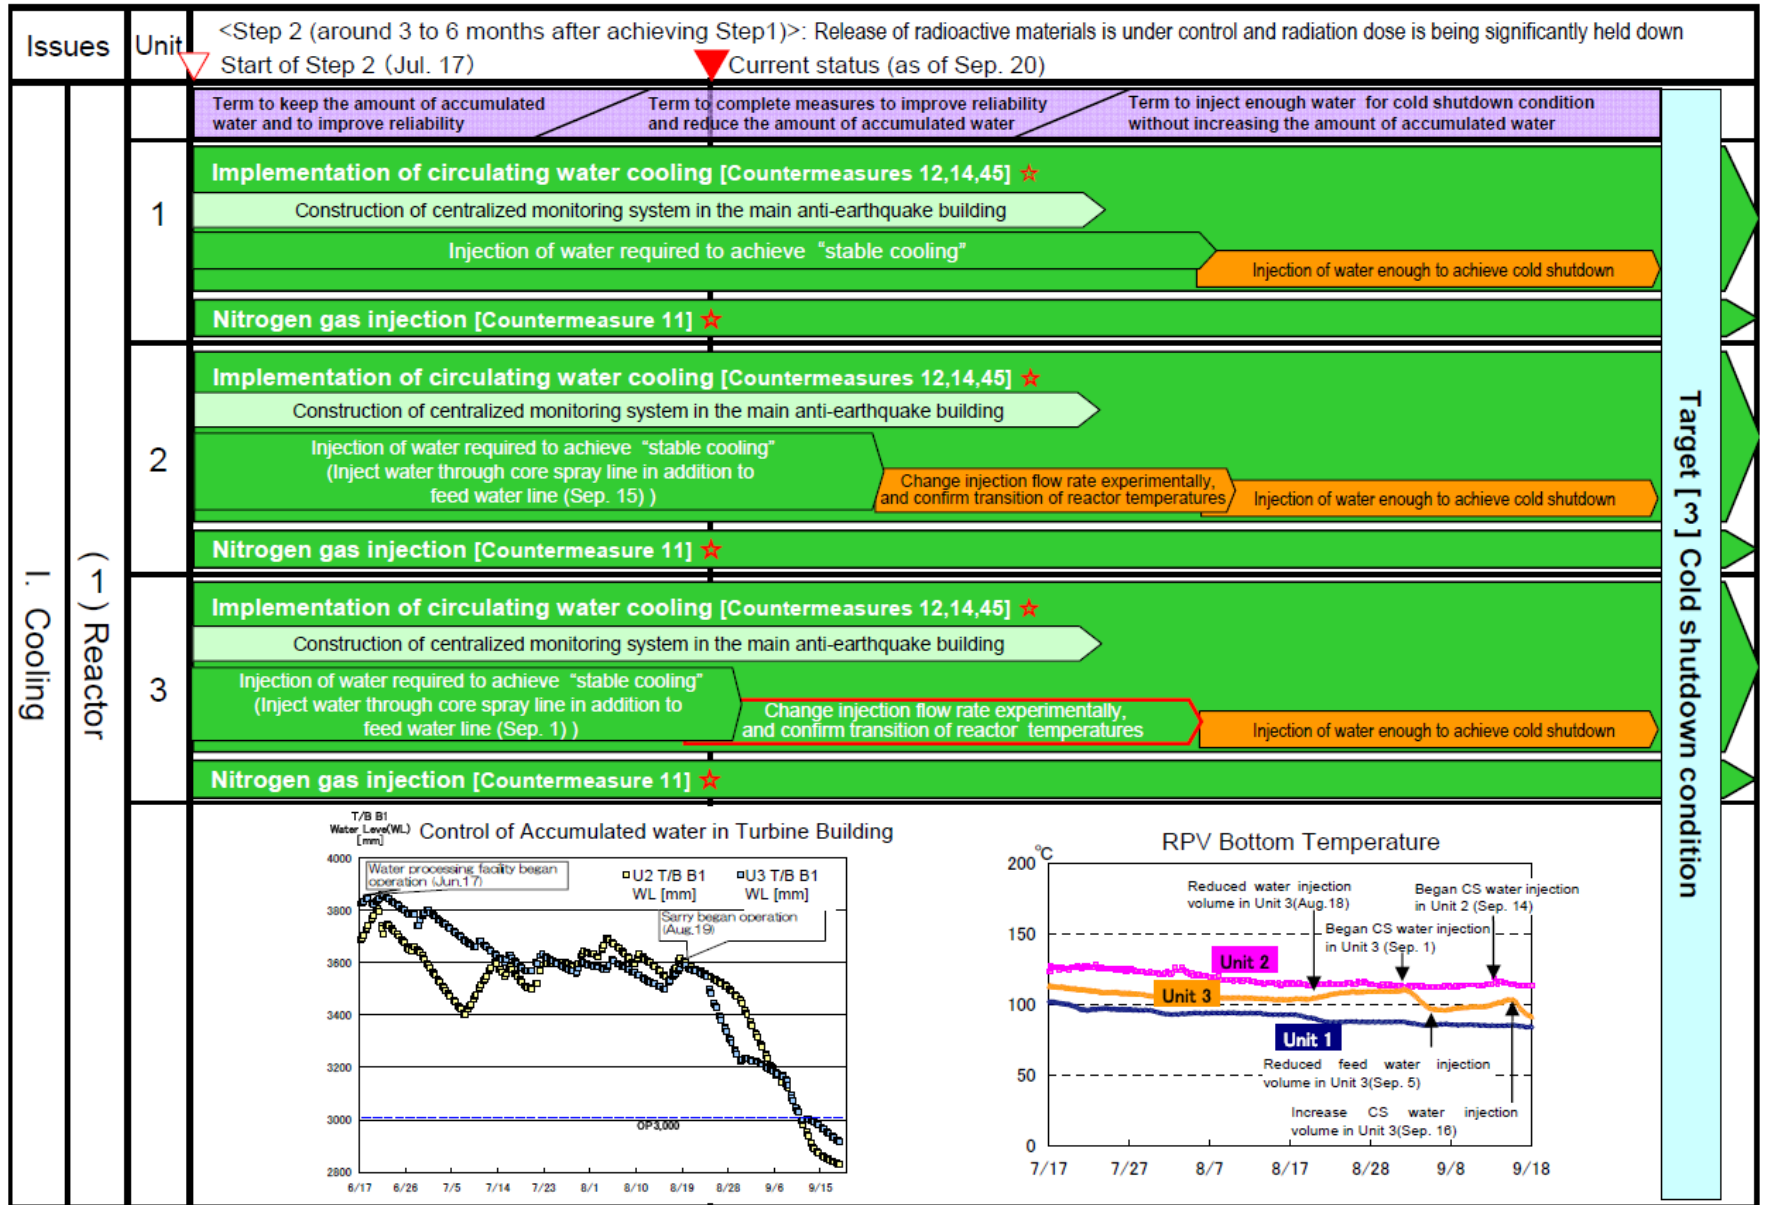 Issues
Unit
<Step 2 (around 3 to 6 months after achieving Step1)>: Release of radioactive materials is under control and radiation dose is being significantly held down
Start of Step 2 (Jul. 17)
Current status (as of Sep. 20)
Term to keep the amount of accumulated
water and to improve reliability
Term to complete measures to improve reliability
and reduce the amount of accumulated water
Term to inject enough water for cold shutdown condition
without increasing the amount of accumulated water
I. Cooling
(1) Reactor
1
Implementation of circulating water cooling [Countermeasures 12,14,45] ☆
Construction of centralized monitoring system in the main anti-earthquake building
Injection of water required to achieve “stable cooling”
Injection of water enough to achieve cold shutdown
Nitrogen gas injection [Countermeasure 11] ☆
2
Implementation of circulating water cooling [Countermeasures 12,14,45] ☆
Construction of centralized monitoring system in the main anti-earthquake building
Injection of water required to achieve “stable cooling”
(Inject water through core spray line in addition to
feed water line (Sep. 15) )
Change injection flow rate experimentally,
and confirm transition of reactor temperatures
Injection of water enough to achieve cold shutdown
Nitrogen gas injection [Countermeasure 11] ☆
3
Implementation of circulating water cooling [Countermeasures 12,14,45] ☆
Construction of centralized monitoring system in the main anti-earthquake building
Injection of water required to achieve “stable cooling”
(Inject water through core spray line in addition to
feed water line (Sep. 1) )
Change injection flow rate experimentally,
and confirm transition of reactor temperatures
Injection of water enough to achieve cold shutdown
Nitrogen gas injection [Countermeasure 11] ☆
Target [3] Cold shutdown condition
T/B B1
Water Leve(WL)
[mm]
Control of Accumulated water in Turbine Building
4000
3800
3600
3400
3200
3000
2800
Water processing facility began
operation (Jun.17)
U2 T/B B1
WL [mm]
U3 T/B B1
WL [mm]
Sarry began operation
(Aug.19)
OP3,000
6/17 6/26 7/5 7/14 7/23 8/1 8/10 8/19 8/28 9/6 9/15
RPV Bottom Temperature
℃
200
150
100
50
0
Reduced water injection
volume in Unit 3(Aug.18)
Began CS water injection
in Unit 2 (Sep. 14)
Began CS water injection
in Unit 3 (Sep. 1)
Unit 2
Unit 3
Unit 1
Reduced feed water injection
volume in Unit 3(Sep. 5)
Increase CS water injection
volume in Unit 3(Sep. 16)
7/17 7/27 8/7 8/17 8/28 9/8 9/18